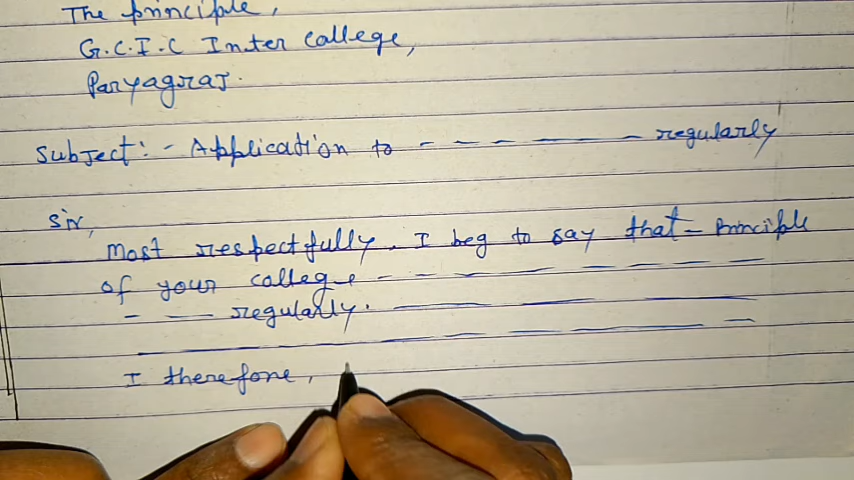 The principle,
G.C.I.C Inter college,
Paryagraj.
Subject:- Application to - - - - - regularly
Sir,
Most respectfully. I beg to say that - principle
of your college - - - - - -
- - regularly. - - - -
- - - - - -
I therefore,